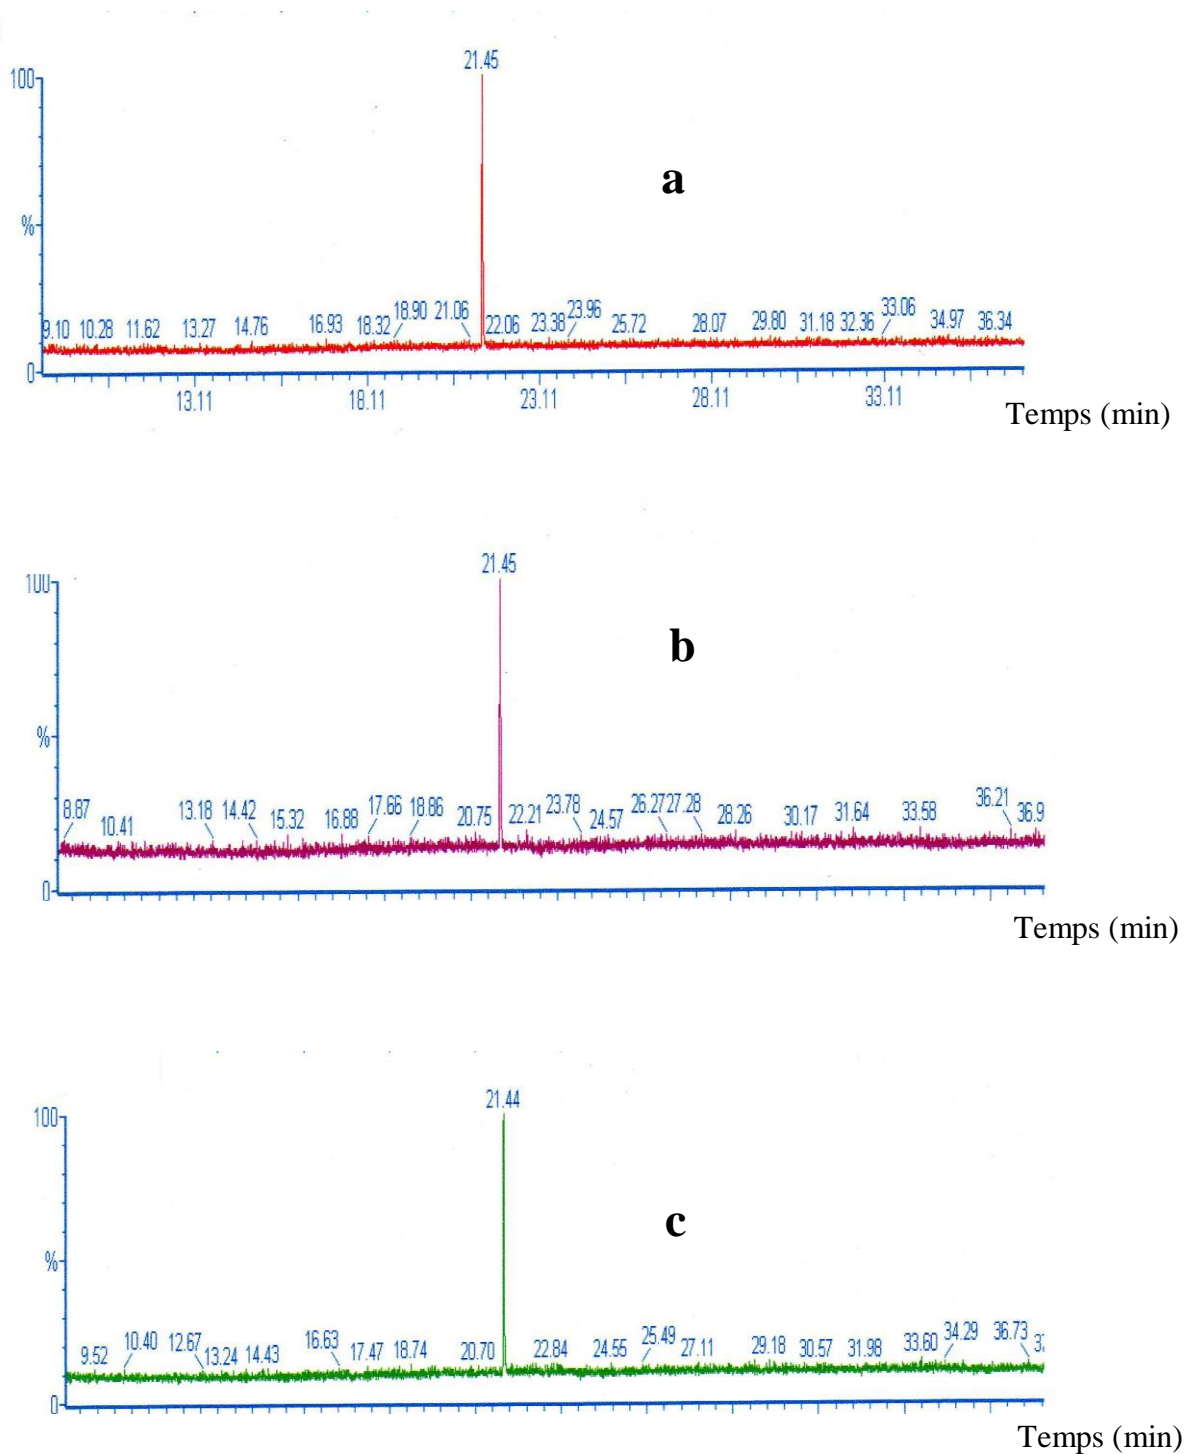 21.45
100
a
%
18.90 21.06 23.96 33.06
9.10 10.28 11.62 13.27 14.76 16.93 18.32 22.06 23.38 25.72 28.07 29.80 31.18 32.36 34.97 36.34
0
13.11 18.11 23.11 28.11 33.11
Temps (min)
21.45
100
b
%
8.87 13.18 14.42 17.66 18.86 23.78 26.27 27.28 36.21
10.41 15.32 16.88 20.75 22.21 24.57 28.26 30.17 31.64 33.58 36.9
0
Temps (min)
21.44
100
c
%
10.40 12.67 16.63 25.49 33.60 34.29 36.73
9.52 13.24 14.43 17.47 18.74 20.70 22.84 24.55 27.11 29.18 30.57 31.98
0
Temps (min)